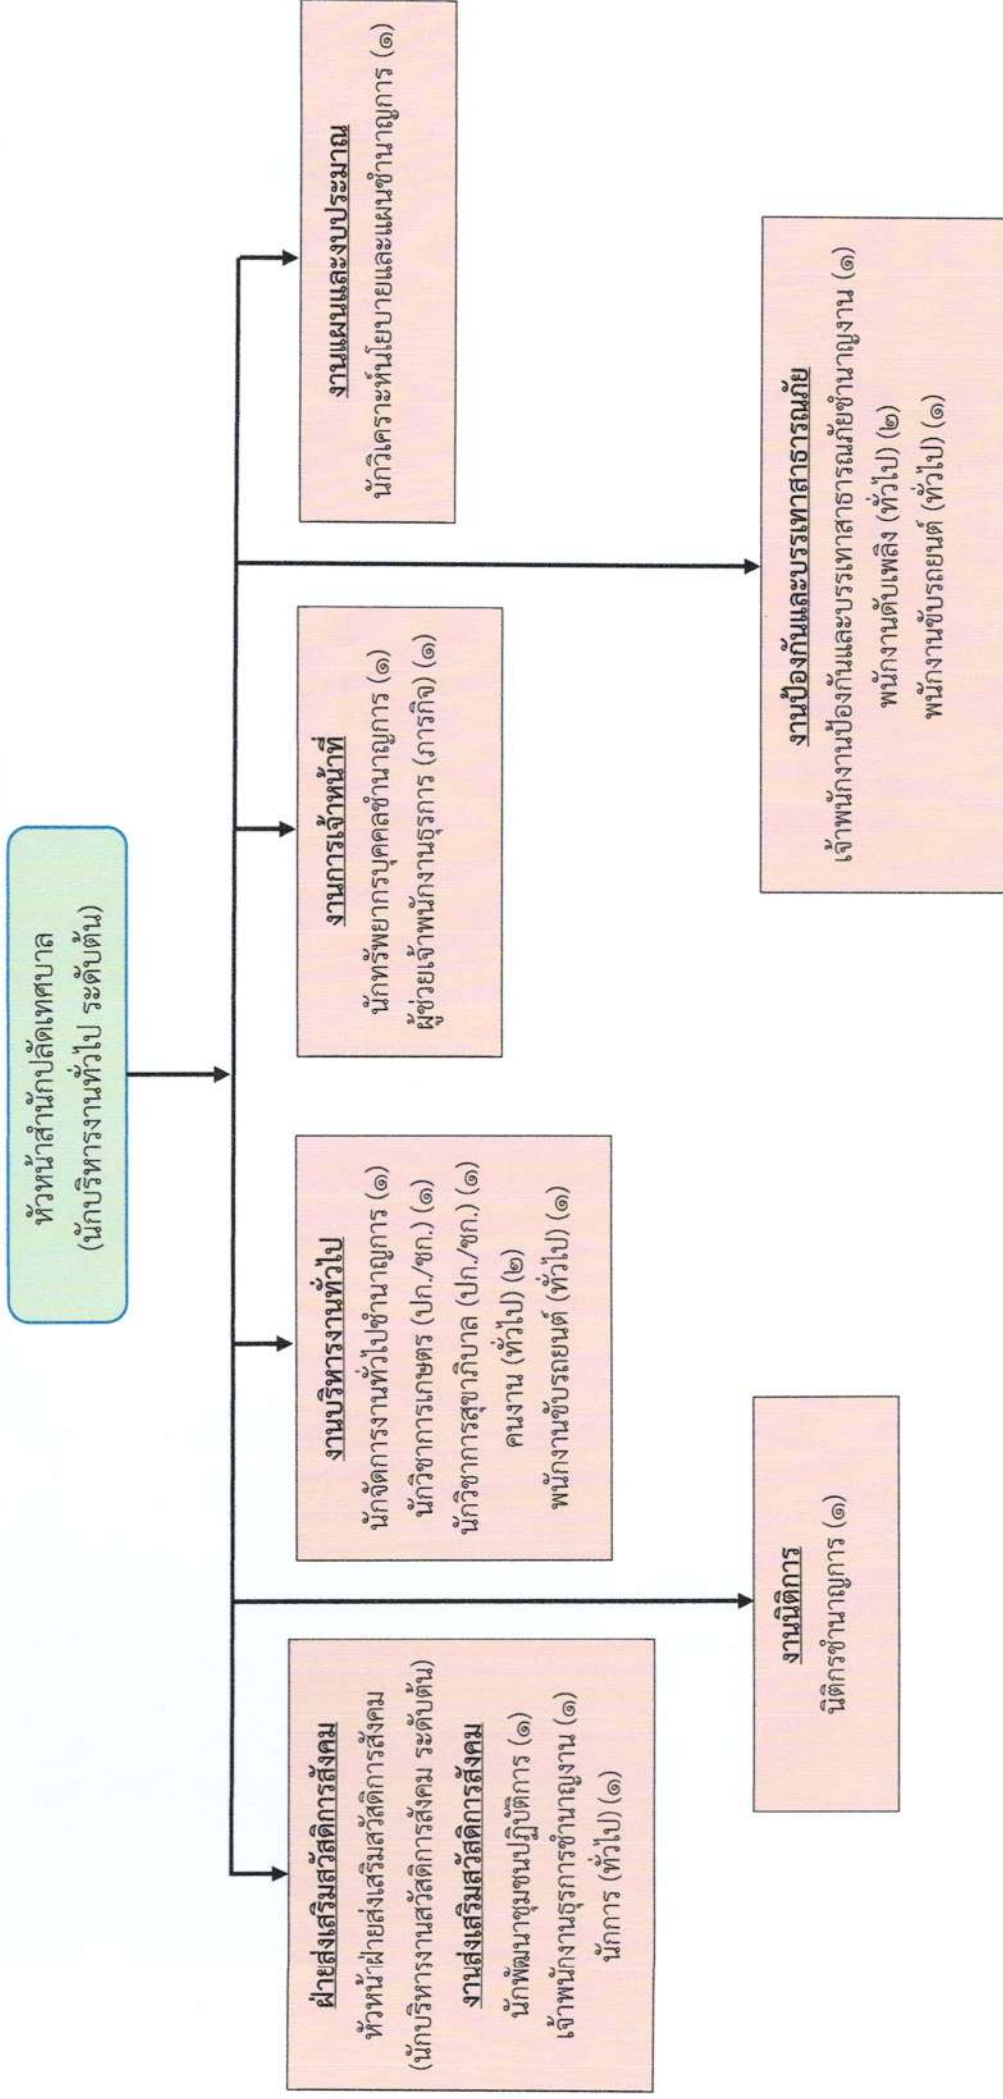 หัวหน้าสำนักปลัดเทศบาล
(นักบริหารงานทั่วไป ระดับต้น)
ฝ่ายส่งเสริมสวัสดิการสังคม
หัวหน้าฝ่ายส่งเสริมสวัสดิการสังคม
(นักบริหารงานสวัสดิการสังคม ระดับต้น)
งานส่งเสริมสวัสดิการสังคม
นักพัฒนาชุมชนปฏิบัติการ (๑)
เจ้าพนักงานธุรการชำนาญงาน (๑)
นักการ (ทั่วไป) (๑)
งานบริหารงานทั่วไป
นักจัดการงานทั่วไปชำนาญการ (๑)
นักวิชาการเกษตร (ปก./ชก.) (๑)
นักวิชาการสุขาภิบาล (ปก./ชก.) (๑)
คนงาน (ทั่วไป) (๒)
พนักงานขับรถยนต์ (ทั่วไป) (๑)
งานการเจ้าหน้าที่
นักทรัพยากรบุคคลชำนาญการ (๑)
ผู้ช่วยเจ้าพนักงานธุรการ (ภารกิจ) (๑)
งานแผนและงบประมาณ
นักวิเคราะห์นโยบายและแผนชำนาญการ (๑)
งานนิติการ
นิติกรชำนาญการ (๑)
งานป้องกันและบรรเทาสาธารณภัย
เจ้าพนักงานป้องกันและบรรเทาสาธารณภัยชำนาญงาน (๑)
พนักงานดับเพลิง (ทั่วไป) (๒)
พนักงานขับรถยนต์ (ทั่วไป) (๑)